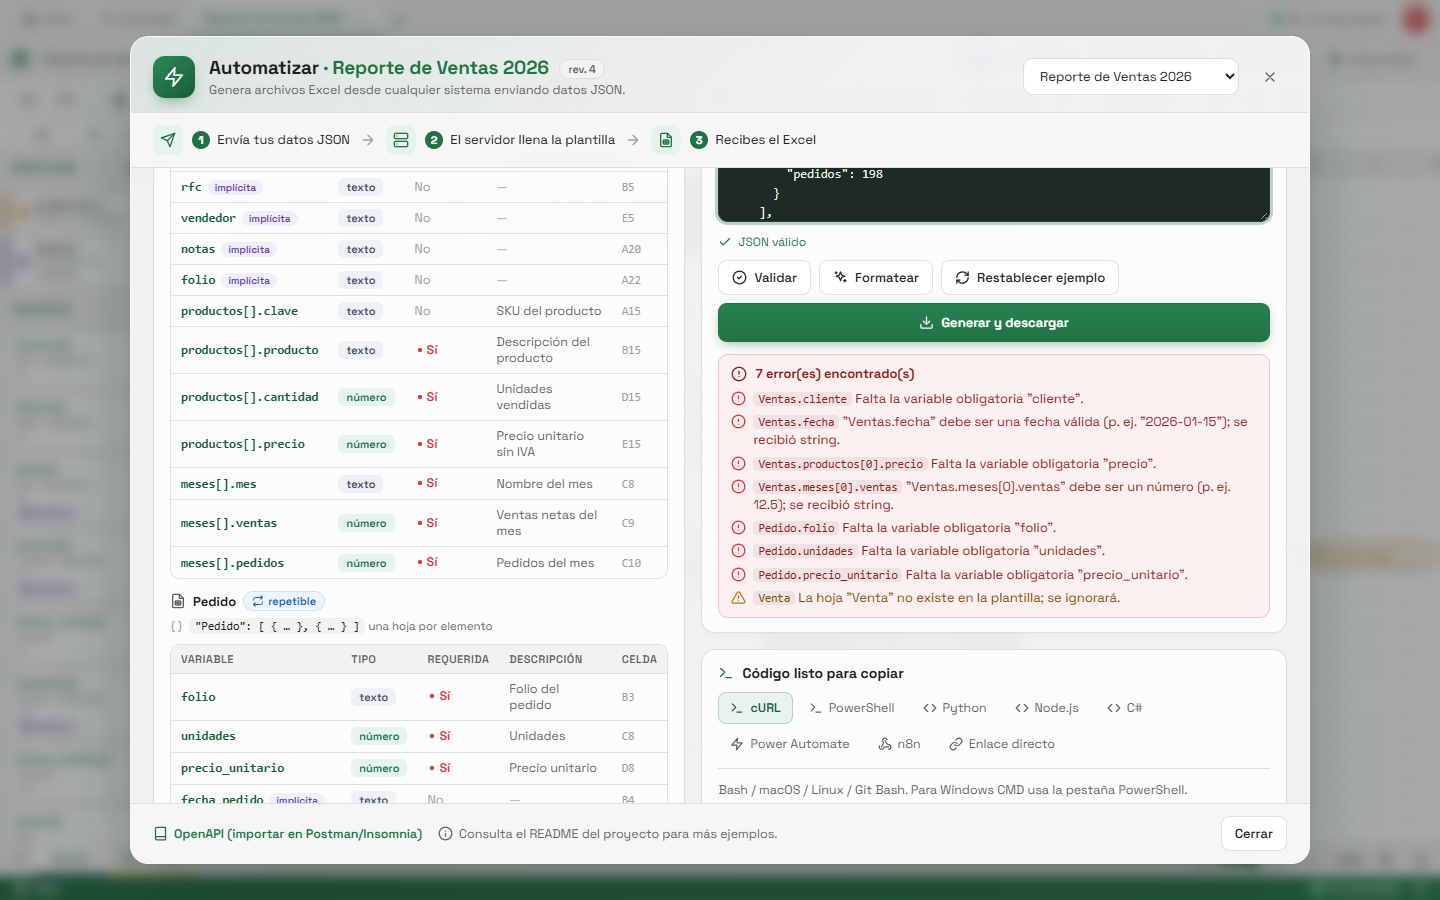 Automatizar · Reporte de Ventas 2026 rev. 4
Genera archivos Excel desde cualquier sistema enviando datos JSON.
Reporte de Ventas 2026
1 Envía tus datos JSON → 2 El servidor llena la plantilla → 3 Recibes el Excel
rfc implícita texto No — B5
vendedor implícita texto No — E5
notas implícita texto No — A20
folio implícita texto No — A22
productos[].clave texto No SKU del producto A15
productos[].producto texto • Sí Descripción del producto B15
productos[].cantidad número • Sí Unidades vendidas D15
productos[].precio número • Sí Precio unitario sin IVA E15
meses[].mes texto • Sí Nombre del mes C8
meses[].ventas número • Sí Ventas netas del mes C9
meses[].pedidos número • Sí Pedidos del mes C10
Pedido repetible
{} "Pedido": [ { … }, { … } ] una hoja por elemento
VARIABLE TIPO REQUERIDA DESCRIPCIÓN CELDA
folio texto • Sí Folio del pedido B3
unidades número • Sí Unidades C8
precio_unitario número • Sí Precio unitario D8
fecha_pedido implícita texto No — B4
"pedidos": 198
}
],
JSON válido
Validar
Formatear
Restablecer ejemplo
Generar y descargar
7 error(es) encontrado(s)
Ventas.cliente Falta la variable obligatoria "cliente".
Ventas.fecha "Ventas.fecha" debe ser una fecha válida (p. ej. "2026-01-15"); se
recibió string.
Ventas.productos[0].precio Falta la variable obligatoria "precio".
Ventas.meses[0].ventas "Ventas.meses[0].ventas" debe ser un número (p. ej.
12.5); se recibió string.
Pedido.folio Falta la variable obligatoria "folio".
Pedido.unidades Falta la variable obligatoria "unidades".
Pedido.precio_unitario Falta la variable obligatoria "precio_unitario".
Venta La hoja "Venta" no existe en la plantilla; se ignorará.
Código listo para copiar
cURL
PowerShell
Python
Node.js
C#
Power Automate
n8n
Enlace directo
Bash / macOS / Linux / Git Bash. Para Windows CMD usa la pestaña PowerShell.
OpenAPI (importar en Postman/Insomnia)
Consulta el README del proyecto para más ejemplos.
Cerrar